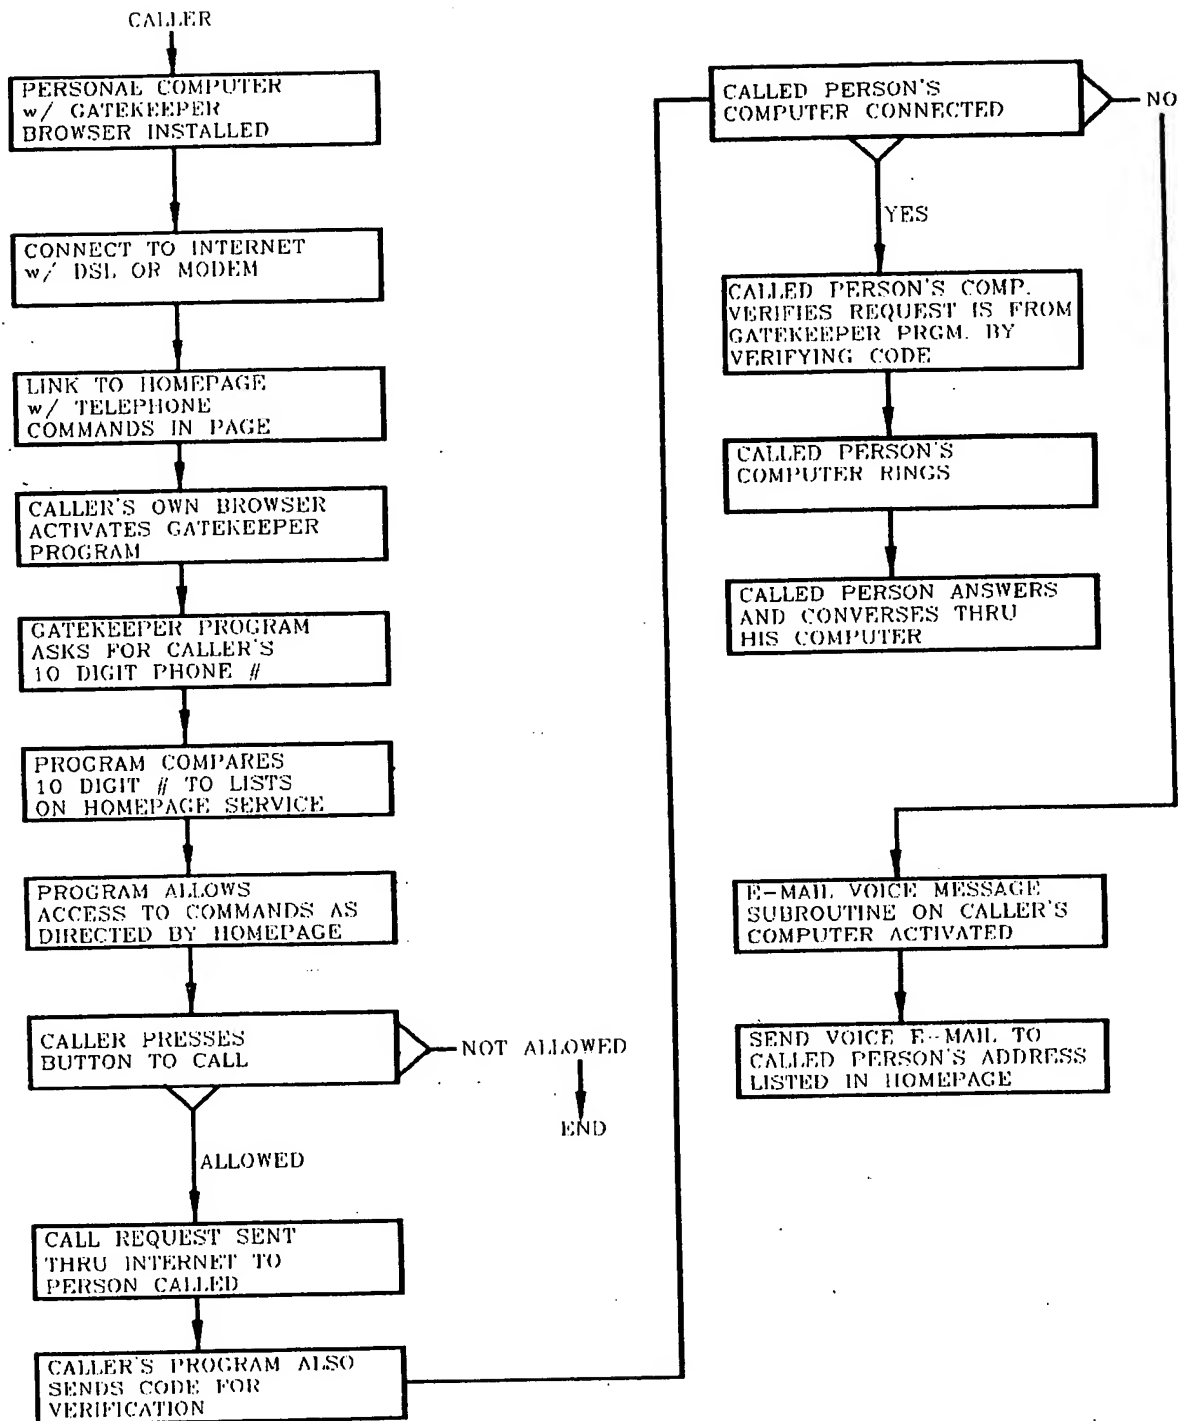 CALLER
PERSONAL COMPUTER
w/ GATEKEEPER
BROWSER INSTALLED
CONNECT TO INTERNET
w/ DSL OR MODEM
LINK TO HOMEPAGE
w/ TELEPHONE
COMMANDS IN PAGE
CALLER'S OWN BROWSER
ACTIVATES GATEKEEPER
PROGRAM
GATEKEEPER PROGRAM
ASKS FOR CALLER'S
10 DIGIT PHONE #
PROGRAM COMPARES
10 DIGIT # TO LISTS
ON HOMEPAGE SERVICE
PROGRAM ALLOWS
ACCESS TO COMMANDS AS
DIRECTED BY HOMEPAGE
CALLER PRESSES
BUTTON TO CALL
NOT ALLOWED
END
ALLOWED
CALL REQUEST SENT
THRU INTERNET TO
PERSON CALLED
CALLER'S PROGRAM ALSO
SENDS CODE FOR
VERIFICATION
CALLED PERSON'S
COMPUTER CONNECTED
NO
YES
CALLED PERSON'S COMP.
VERIFIES REQUEST IS FROM
GATEKEEPER PRGM. BY
VERIFYING CODE
CALLED PERSON'S
COMPUTER RINGS
CALLED PERSON ANSWERS
AND CONVERSES THRU
HIS COMPUTER
E-MAIL VOICE MESSAGE
SUBROUTINE ON CALLER'S
COMPUTER ACTIVATED
SEND VOICE E-MAIL TO
CALLED PERSON'S ADDRESS
LISTED IN HOMEPAGE